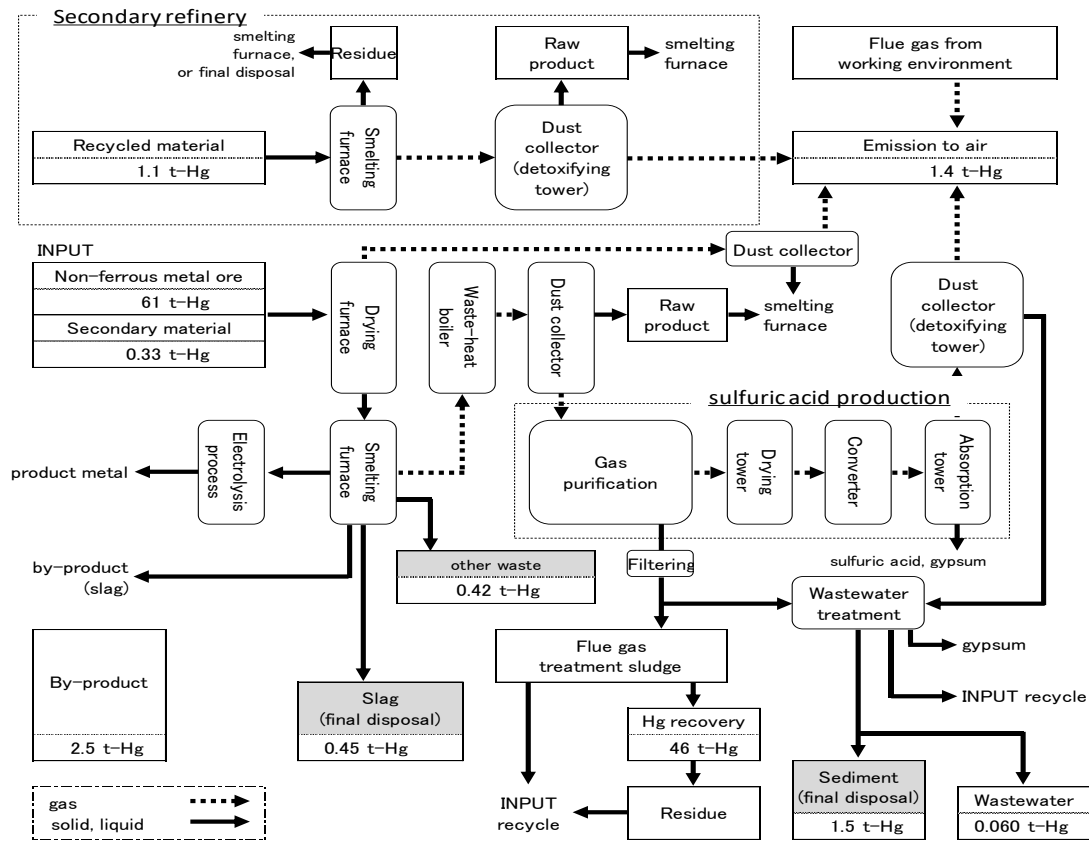 Secondary refinery
smelting
furnace,
or final disposal
Residue
Raw
product
smelting
furnace
Flue gas from
working environment
Recycled material
1.1 t-Hg
Smelting
furnace
Dust
collector
(detoxifying
tower)
Emission to air
1.4 t-Hg
INPUT
Non-ferrous metal ore
61 t-Hg
Secondary material
0.33 t-Hg
Drying
furnace
Waste-heat
boiler
Dust collector
Raw
product
Dust collector
smelting
furnace
Dust
collector
(detoxifying
tower)
sulfuric acid production
product metal
Electrolysis
process
Smelting
furnace
Gas
purification
Drying
tower
Converter
Absorption
tower
by-product
(slag)
other waste
0.42 t-Hg
Filtering
sulfuric acid, gypsum
Wastewater
treatment
By-product
2.5 t-Hg
Slag
(final disposal)
0.45 t-Hg
Flue gas
treatment sludge
gypsum
INPUT recycle
Hg recovery
46 t-Hg
INPUT
recycle
Residue
Sediment
(final disposal)
1.5 t-Hg
Wastewater
0.060 t-Hg
gas
solid, liquid